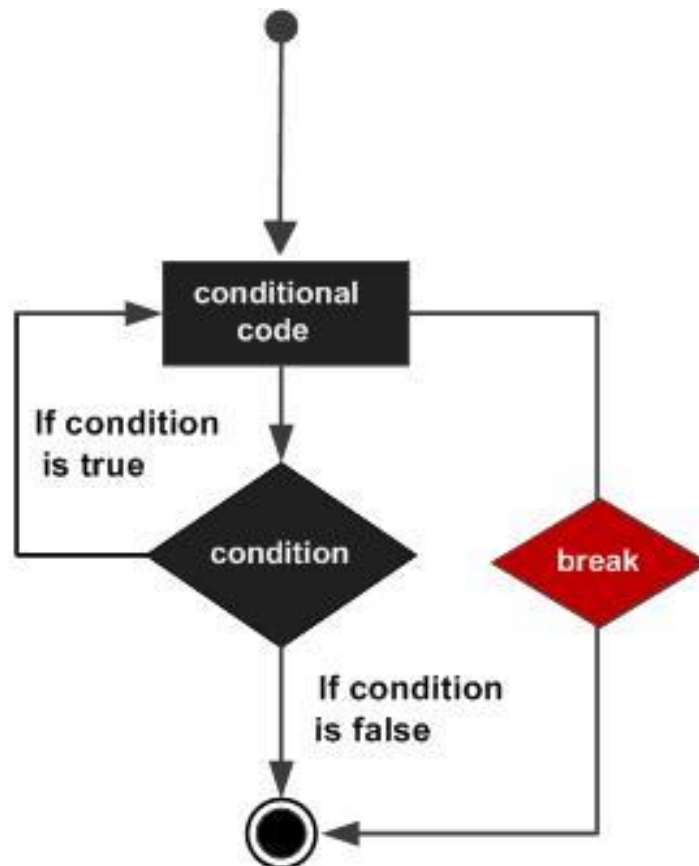 conditional
code
If condition
is true
condition
break
If condition
is false